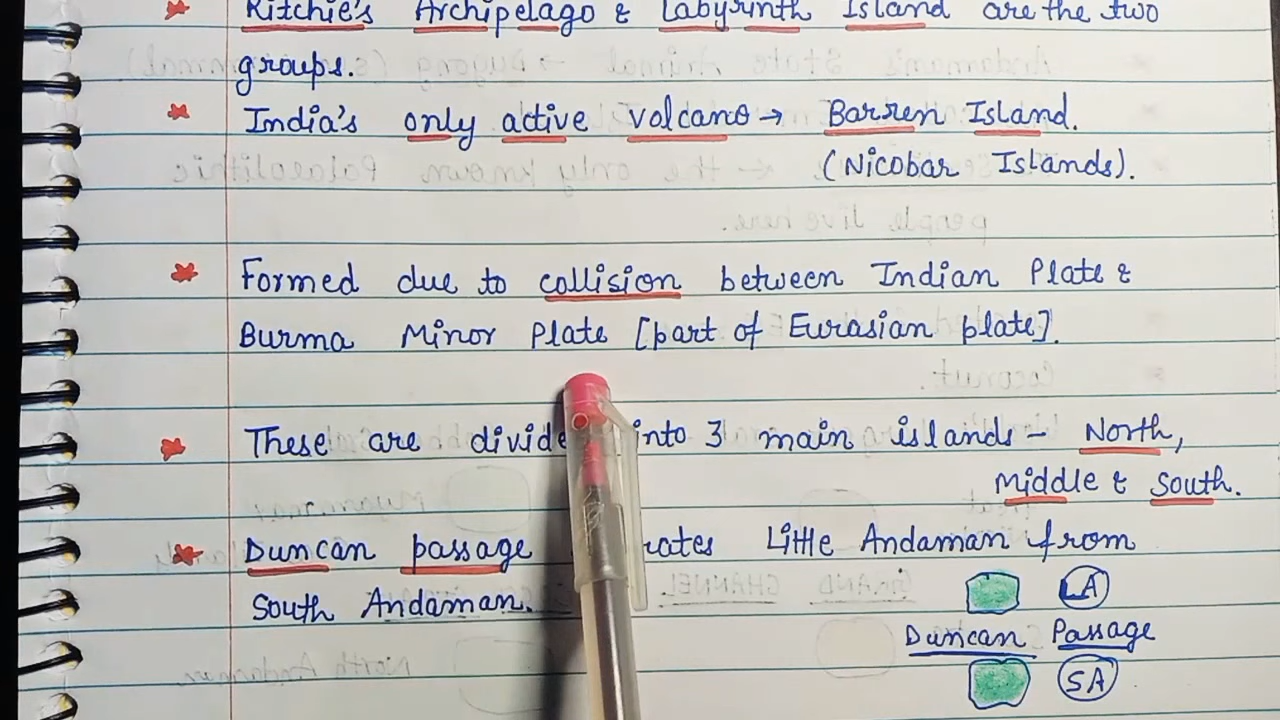 Ritchie's Archipelago & Labyrinth Island are the two
groups.
India's only active volcano → Barren Island.
(Nicobar Islands).
Formed due to collision between Indian Plate &
Burma Minor Plate [part of Eurasian plate].
These are divide into 3 main islands - North,
Middle & South.
Duncan passage rates Little Andaman from
South Andaman.
LA
Duncan Passage
SA